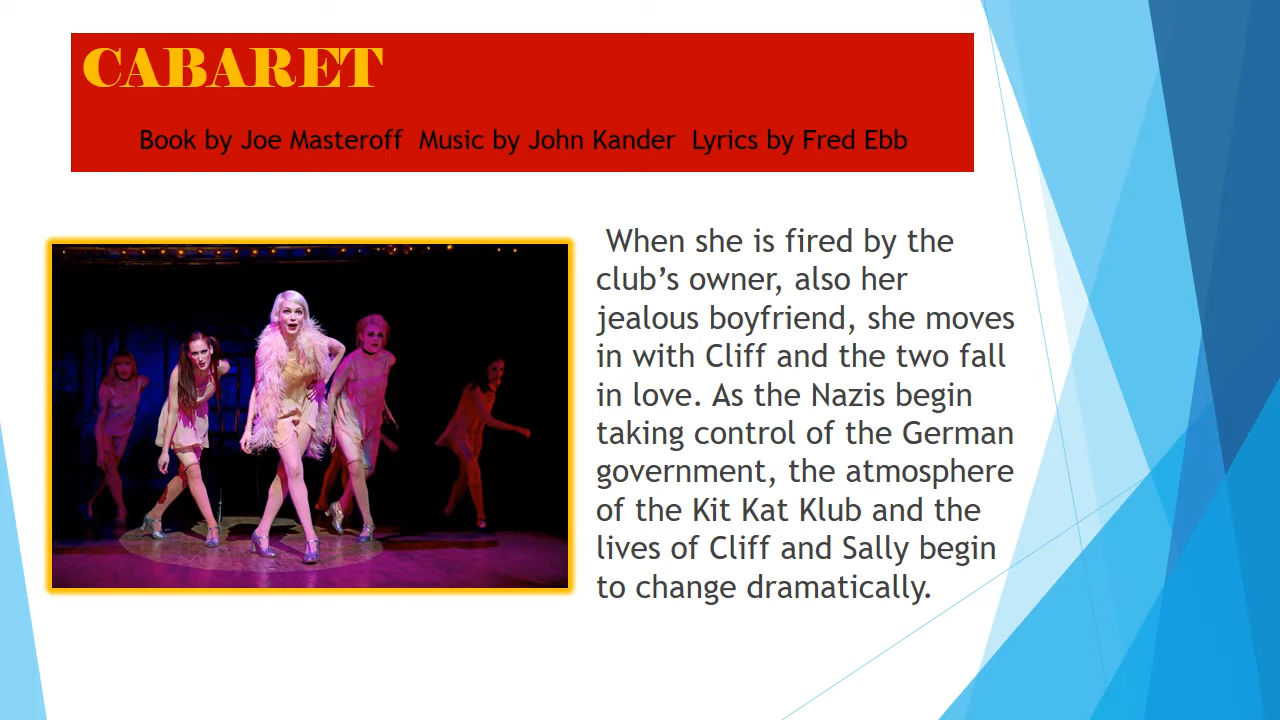 CABARET
Book by Joe Masteroff  Music by John Kander  Lyrics by Fred Ebb
When she is fired by the
club’s owner, also her
jealous boyfriend, she moves
in with Cliff and the two fall
in love. As the Nazis begin
taking control of the German
government, the atmosphere
of the Kit Kat Klub and the
lives of Cliff and Sally begin
to change dramatically.